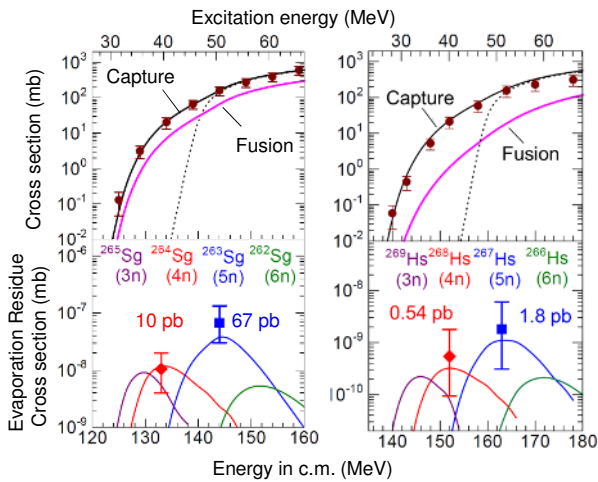 Excitation energy (MeV)
30 40 50 60
30 40 50 60
Cross section (mb)
10³
10²
10¹
10⁰
10⁻¹
10⁻²
Capture
Fusion
10³
10²
10¹
10⁰
10⁻¹
10⁻²
Capture
Fusion
Evaporation Residue
Cross section (mb)
10⁻⁶
10⁻⁷
10⁻⁸
10⁻⁹
²⁶⁵Sg ²⁶⁴Sg ²⁶³Sg ²⁶²Sg
(3n) (4n) (5n) (6n)
10 pb 67 pb
120 130 140 150 160
10⁻⁸
10⁻⁹
10⁻¹⁰
²⁶⁹Hs ²⁶⁸Hs ²⁶⁷Hs ²⁶⁶Hs
(3n) (4n) (5n) (6n)
0.54 pb 1.8 pb
140 150 160 170 180
Energy in c.m. (MeV)